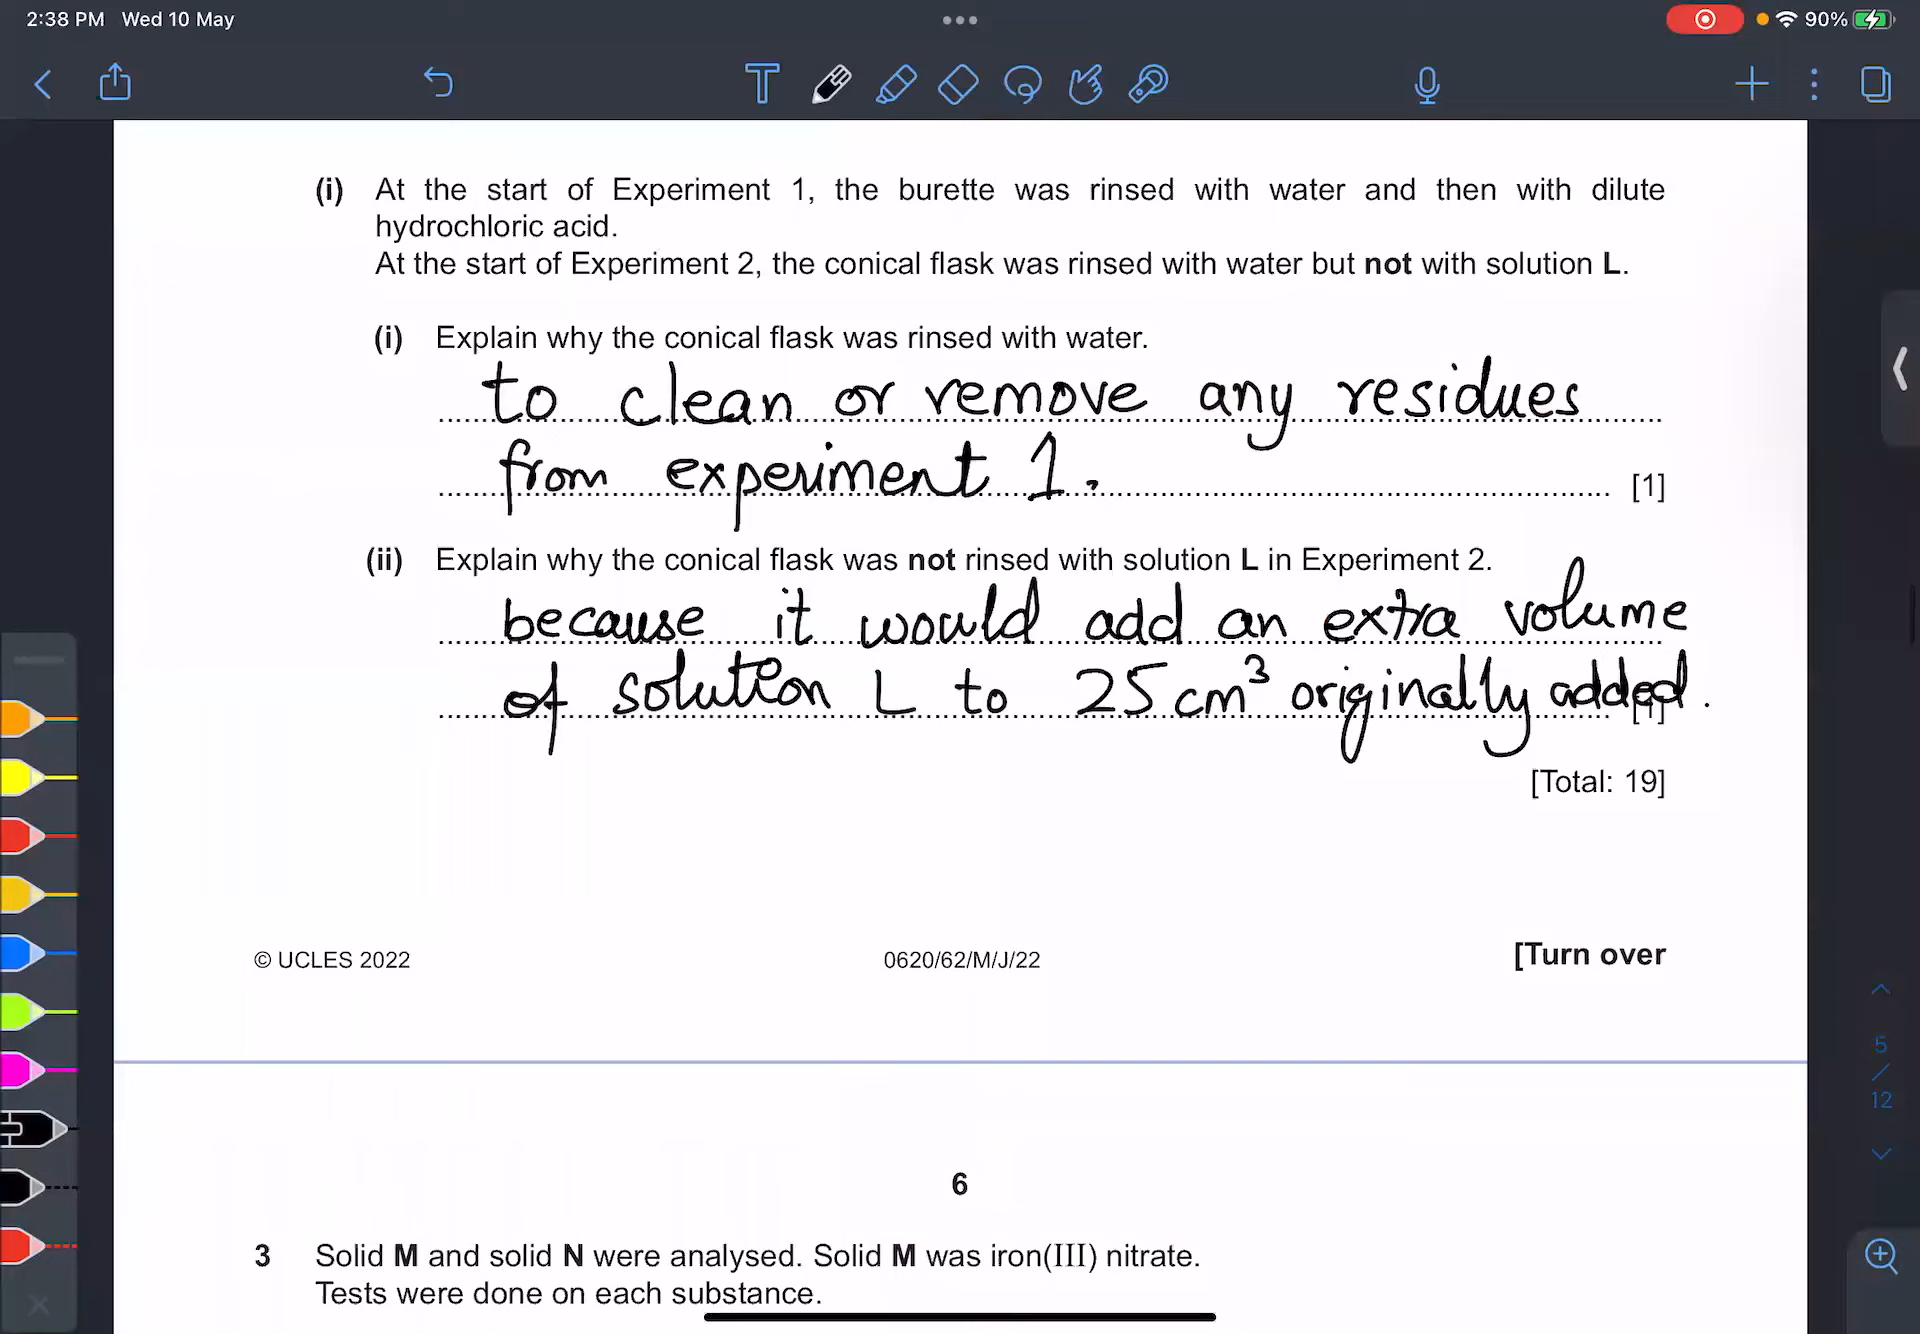 2:38 PM Wed 10 May
90%
(i) At the start of Experiment 1, the burette was rinsed with water and then with dilute
hydrochloric acid.
At the start of Experiment 2, the conical flask was rinsed with water but not with solution L.
(i) Explain why the conical flask was rinsed with water.
to clean or remove any residues
from experiment 1. [1]
(ii) Explain why the conical flask was not rinsed with solution L in Experiment 2.
because it would add an extra volume
of solution L to 25 cm³ originally added. [1]
[Total: 19]
© UCLES 2022 0620/62/M/J/22 [Turn over
5
/
12
6
3 Solid M and solid N were analysed. Solid M was iron(III) nitrate.
Tests were done on each substance.